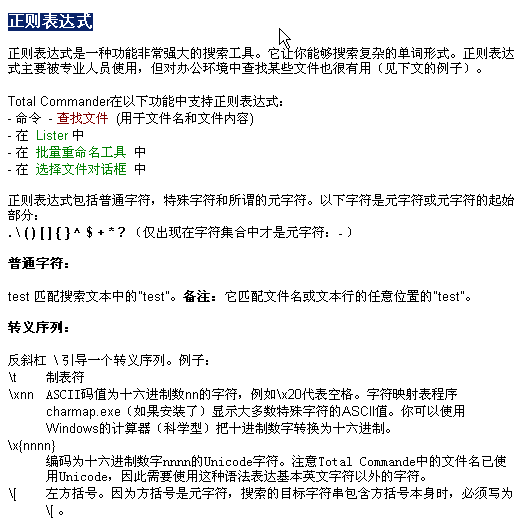 正则表达式
正则表达式是一种功能非常强大的搜索工具。它让你能够搜索复杂的单词形式。正则表达
式主要被专业人员使用，但对办公环境中查找某些文件也很有用（见下文的例子）。
Total Commander在以下功能中支持正则表达式：
- 命令 - 查找文件 (用于文件名和文件内容)
- 在 Lister 中
- 在 批量重命名工具 中
- 在 选择文件对话框 中
正则表达式包括普通字符，特殊字符和所谓的元字符。以下字符是元字符或元字符的起始
部分：
. \ ( ) [ ] { } ^ $ + * ? （仅出现在字符集合中才是元字符：- ）
普通字符：
test 匹配搜索文本中的"test"。备注：它匹配文件名或文本行的任意位置的"test"。
转义序列：
反斜杠 \ 引导一个转义序列。例子：
\t 制表符
\xnn ASCII码值为十六进制数nn的字符，例如\x20代表空格。字符映射表程序
charmap.exe（如果安装了）显示大多数特殊字符的ASCII值。你可以使用
Windows的计算器（科学型）把十进制数字转换为十六进制。
\x{nnnn}
编码为十六进制数字nnnn的Unicode字符。注意Total Commande中的文件名已使
用Unicode，因此需要使用这种语法表达基本英文字符以外的字符。
\[ 左方括号。因为方括号是元字符，搜索的目标字符串包含方括号本身时，必须写为
\[ 。